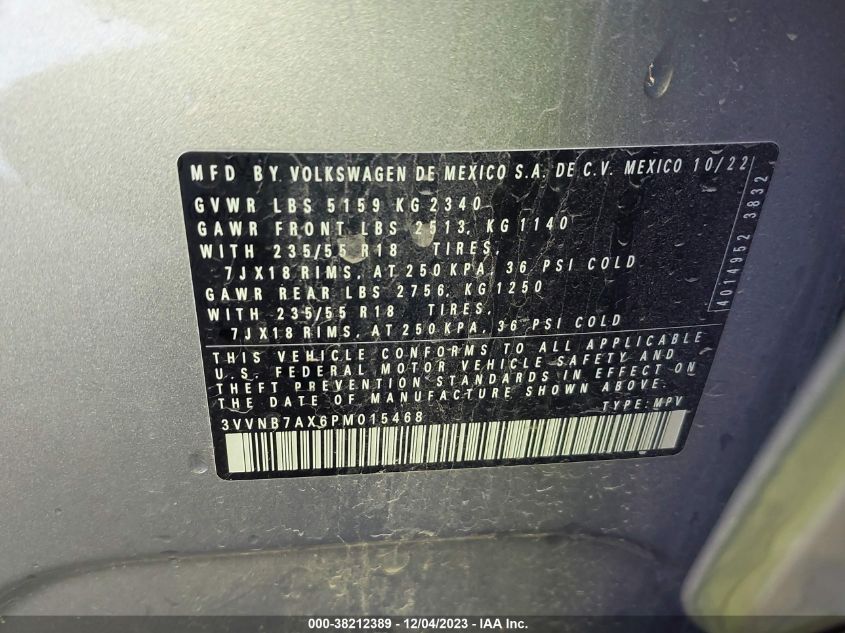 MFD BY. VOLKSWAGEN DE MEXICO S.A. DE C.V. MEXICO 10/22
GVWR LBS 5159 KG 2340
GAWR FRONT LBS 2513, KG 1140
WITH 235/55 R18 TIRES,
7JX18 RIMS, AT 250 KPA, 36 PSI COLD
GAWR REAR LBS 2756, KG 1250
WITH 235/55 R18 TIRES,
7JX18 RIMS, AT 250 KPA, 36 PSI COLD
THIS VEHICLE CONFORMS TO ALL APPLICABLE
U.S. FEDERAL MOTOR VEHICLE SAFETY AND
THEFT PREVENTION STANDARDS IN EFFECT ON
THE DATE OF MANUFACTURE SHOWN ABOVE.
3VVNB7AX6PM015468 TYPE: MPV
4014952 3832
000-38212389 - 12/04/2023 - IAA Inc.